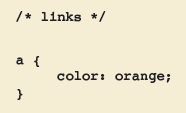 /* links */
a {
color: orange;
}